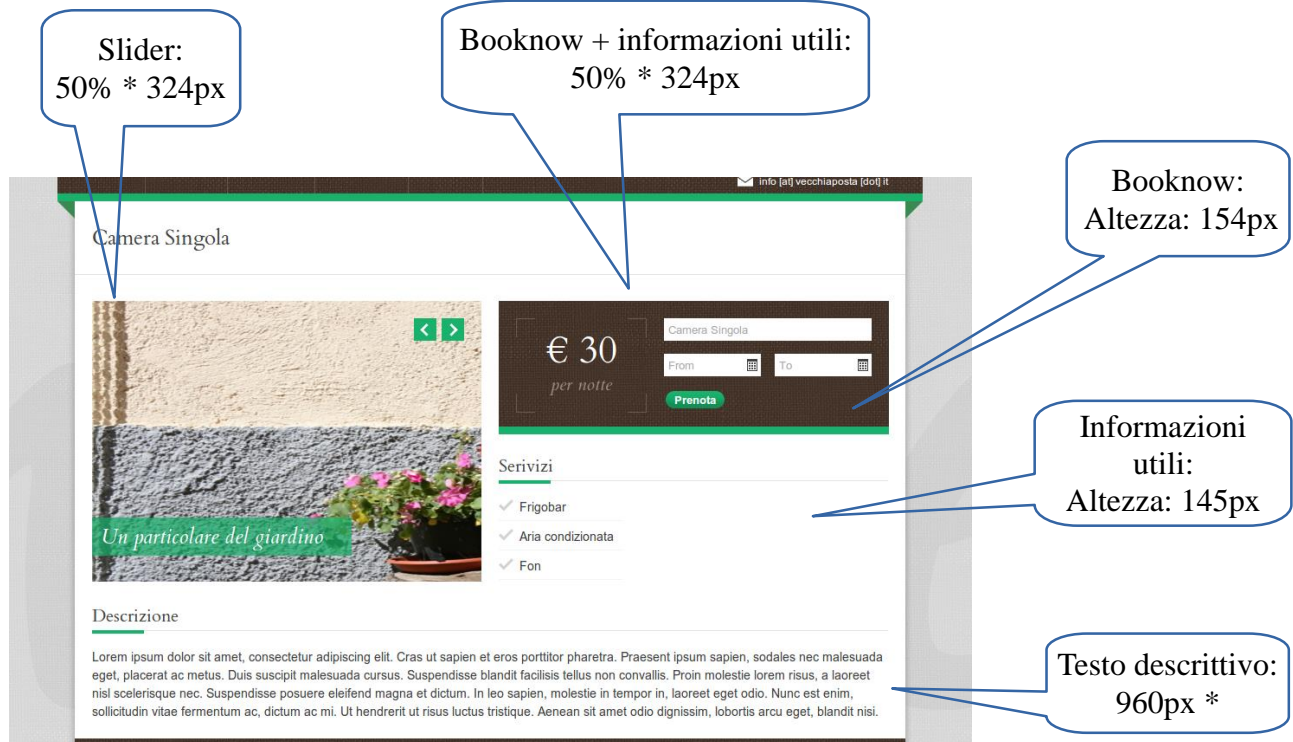 Slider:
50% * 324px
Booknow + informazioni utili:
50% * 324px
Booknow:
Altezza: 154px
info [at] vecchiaposta [dot] it
Camera Singola
€ 30
per notte
Camera Singola
From
To
Prenota
Un particolare del giardino
Serivizi
Frigobar
Aria condizionata
Fon
Informazioni
utili:
Altezza: 145px
Descrizione
Lorem ipsum dolor sit amet, consectetur adipiscing elit. Cras ut sapien et eros porttitor pharetra. Praesent ipsum sapien, sodales nec malesuada
eget, placerat ac metus. Duis suscipit malesuada cursus. Suspendisse blandit facilisis tellus non convallis. Proin molestie lorem risus, a laoreet
nisl scelerisque nec. Suspendisse posuere eleifend magna et dictum. In leo sapien, molestie in tempor in, laoreet eget odio. Nunc est enim,
sollicitudin vitae fermentum ac, dictum ac mi. Ut hendrerit ut risus luctus tristique. Aenean sit amet odio dignissim, lobortis arcu eget, blandit nisi.
Testo descrittivo:
960px *